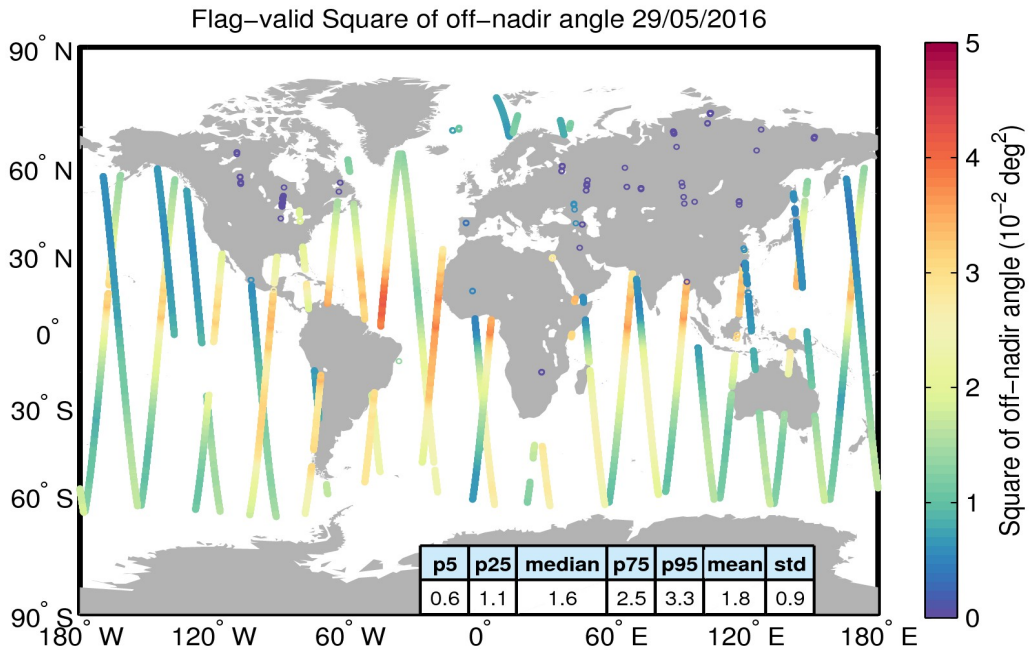 Flag−valid Square of off−nadir angle 29/05/2016
90° N
60° N
30° N
0°
30° S
60° S
90° S
180° W
120° W
60° W
0°
60° E
120° E
180° E
p5 p25 median p75 p95 mean std
0.6 1.1 1.6 2.5 3.3 1.8 0.9
5
4
3
2
1
0
Square of off−nadir angle (10⁻² deg²)